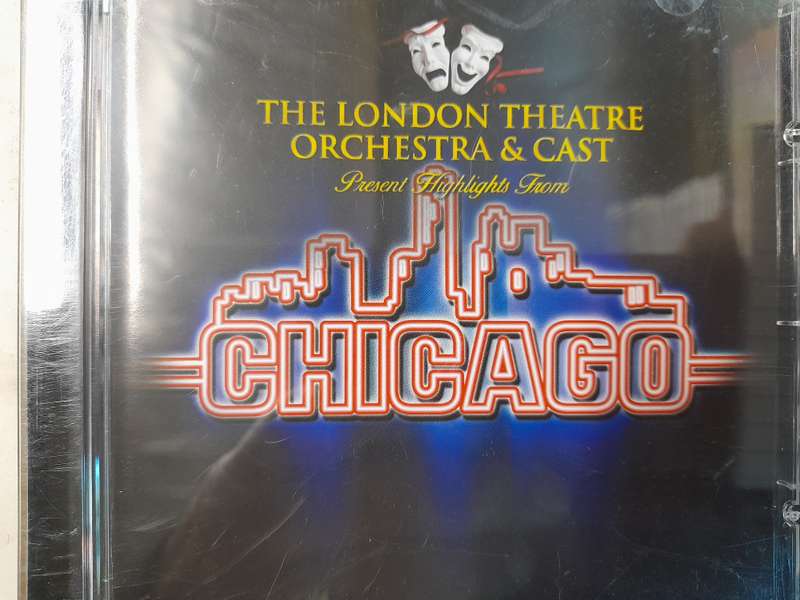 THE LONDON THEATRE
ORCHESTRA & CAST
Present Highlights From
CHICAGO